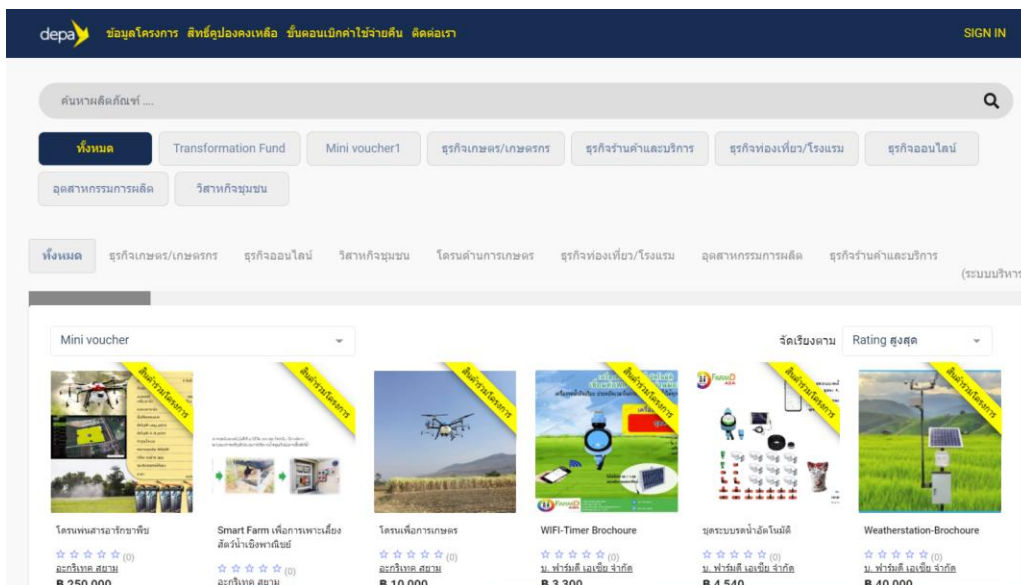 depa
ข้อมูลโครงการ สิทธิ์คูปองคงเหลือ ขั้นตอนเบิกค่าใช้จ่ายคืน ติดต่อเรา
SIGN IN
ค้นหาผลิตภัณฑ์ ....
ทั้งหมด
Transformation Fund
Mini voucher1
ธุรกิจเกษตร/เกษตรกร
ธุรกิจร้านค้าและบริการ
ธุรกิจท่องเที่ยว/โรงแรม
ธุรกิจออนไลน์
อุตสาหกรรมการผลิต
วิสาหกิจชุมชน
ทั้งหมด
ธุรกิจเกษตร/เกษตรกร
ธุรกิจออนไลน์
วิสาหกิจชุมชน
โดรนด้านการเกษตร
ธุรกิจท่องเที่ยว/โรงแรม
อุตสาหกรรมการผลิต
ธุรกิจร้านค้าและบริการ
(ระบบบริหาร
Mini voucher
จัดเรียงตาม
Rating สูงสุด
สินค้าร่วมโครงการ
สินค้าร่วมโครงการ
สินค้าร่วมโครงการ
สินค้าร่วมโครงการ
สินค้าร่วมโครงการ
สินค้าร่วมโครงการ
โดรนพ่นสารอารักขาพืช
(0)
อะกริเทค สยาม
฿ 250,000
Smart Farm เพื่อการเพาะเลี้ยง
สัตว์น้ำเชิงพาณิชย์
(0)
อะกริเทค สยาม
โดรนเพื่อการเกษตร
(0)
อะกริเทค สยาม
฿ 10,000
WIFI-Timer Brochoure
(0)
บ. ฟาร์มดี เอเซีย จำกัด
฿ 3,300
ชุดระบบรดน้ำอัตโนมัติ
(0)
บ. ฟาร์มดี เอเซีย จำกัด
฿ 4,540
Weatherstation-Brochoure
(0)
บ. ฟาร์มดี เอเซีย จำกัด
฿ 40,000